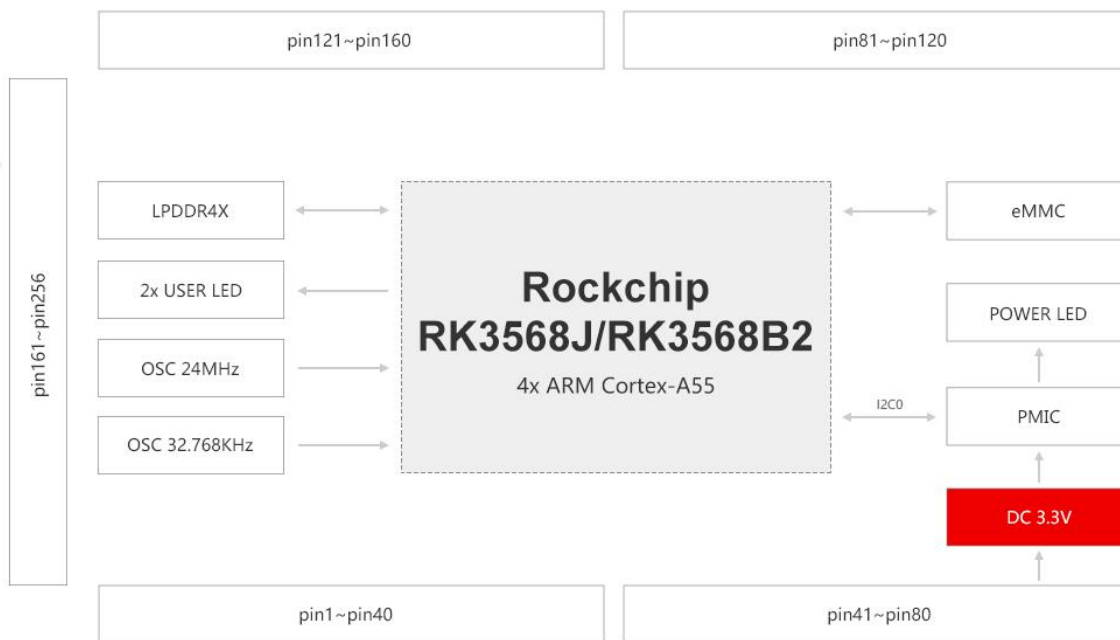 pin121~pin160
pin81~pin120
pin161~pin256
LPDDR4X
2x USER LED
OSC 24MHz
OSC 32.768KHz
Rockchip
RK3568J/RK3568B2
4x ARM Cortex-A55
I2C0
eMMC
POWER LED
PMIC
DC 3.3V
pin1~pin40
pin41~pin80